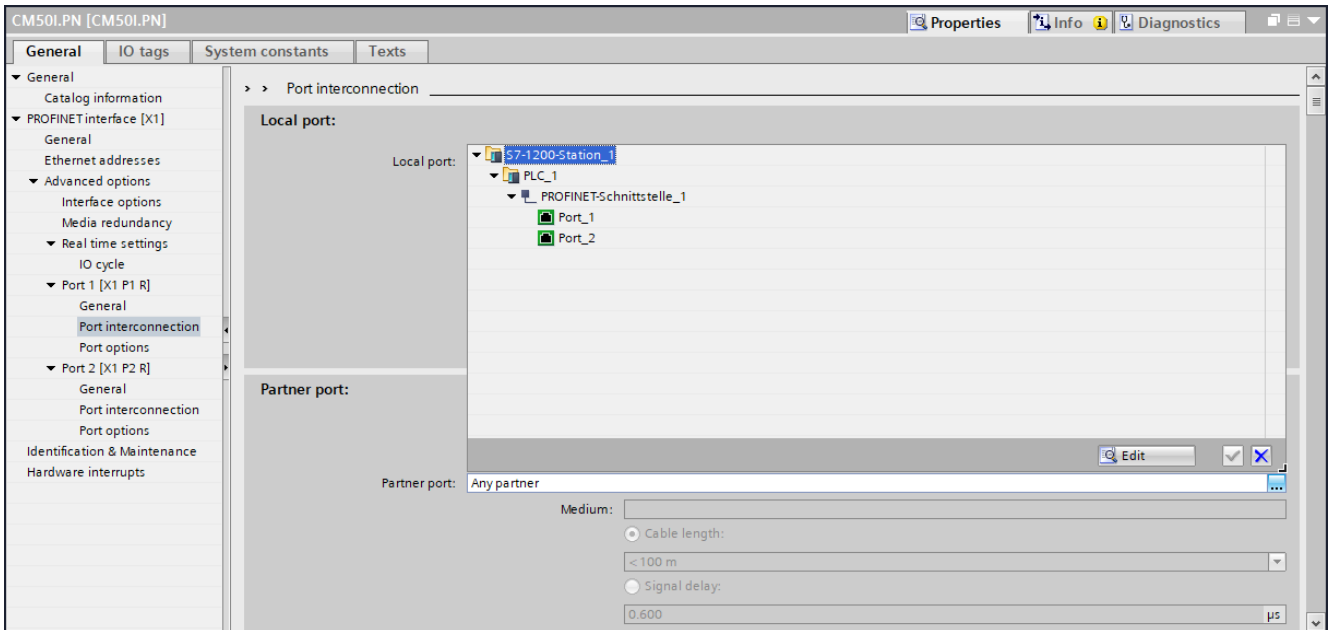 CM50I.PN [CM50I.PN]
Properties
Info
Diagnostics
General
IO tags
System constants
Texts
General
Catalog information
PROFINET interface [X1]
General
Ethernet addresses
Advanced options
Interface options
Media redundancy
Real time settings
IO cycle
Port 1 [X1 P1 R]
General
Port interconnection
Port options
Port 2 [X1 P2 R]
General
Port interconnection
Port options
Identification & Maintenance
Hardware interrupts
> > Port interconnection
Local port:
Local port:
S7-1200-Station_1
PLC_1
PROFINET-Schnittstelle_1
Port_1
Port_2
Edit
Partner port:
Partner port: Any partner
...
Medium:
Cable length:
<100 m
Signal delay:
0.600 µs